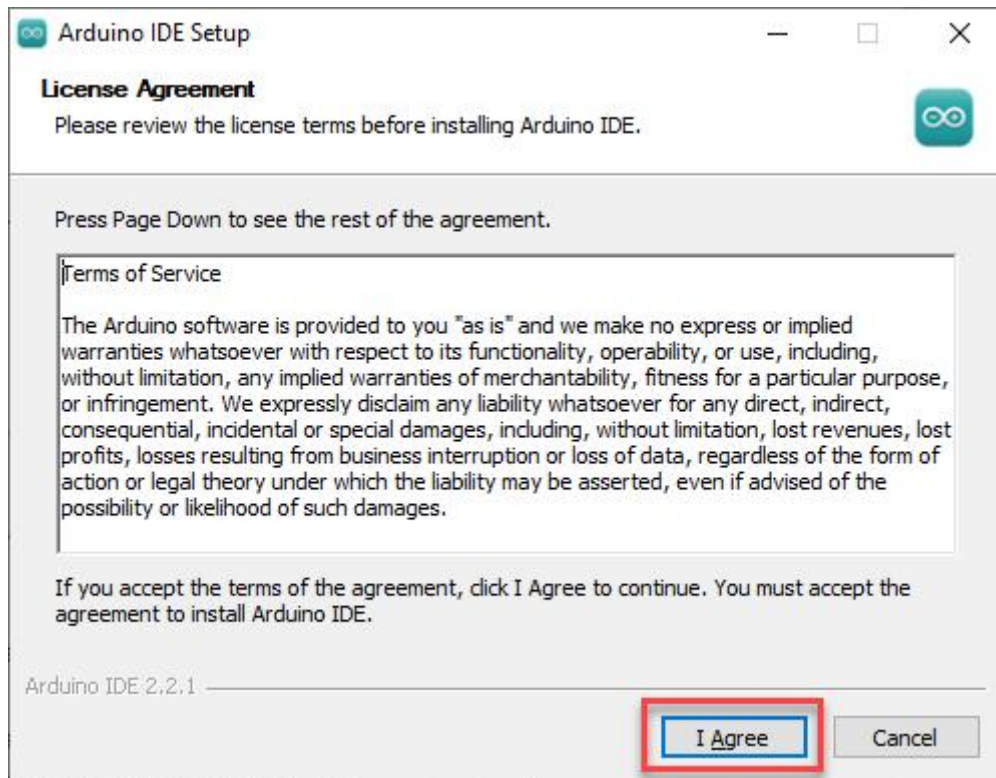 Arduino IDE Setup
License Agreement
Please review the license terms before installing Arduino IDE.
Press Page Down to see the rest of the agreement.
Terms of Service
The Arduino software is provided to you "as is" and we make no express or implied
warranties whatsoever with respect to its functionality, operability, or use, including,
without limitation, any implied warranties of merchantability, fitness for a particular purpose,
or infringement. We expressly disclaim any liability whatsoever for any direct, indirect,
consequential, incidental or special damages, including, without limitation, lost revenues, lost
profits, losses resulting from business interruption or loss of data, regardless of the form of
action or legal theory under which the liability may be asserted, even if advised of the
possibility or likelihood of such damages.
If you accept the terms of the agreement, click I Agree to continue. You must accept the
agreement to install Arduino IDE.
Arduino IDE 2.2.1
I Agree
Cancel